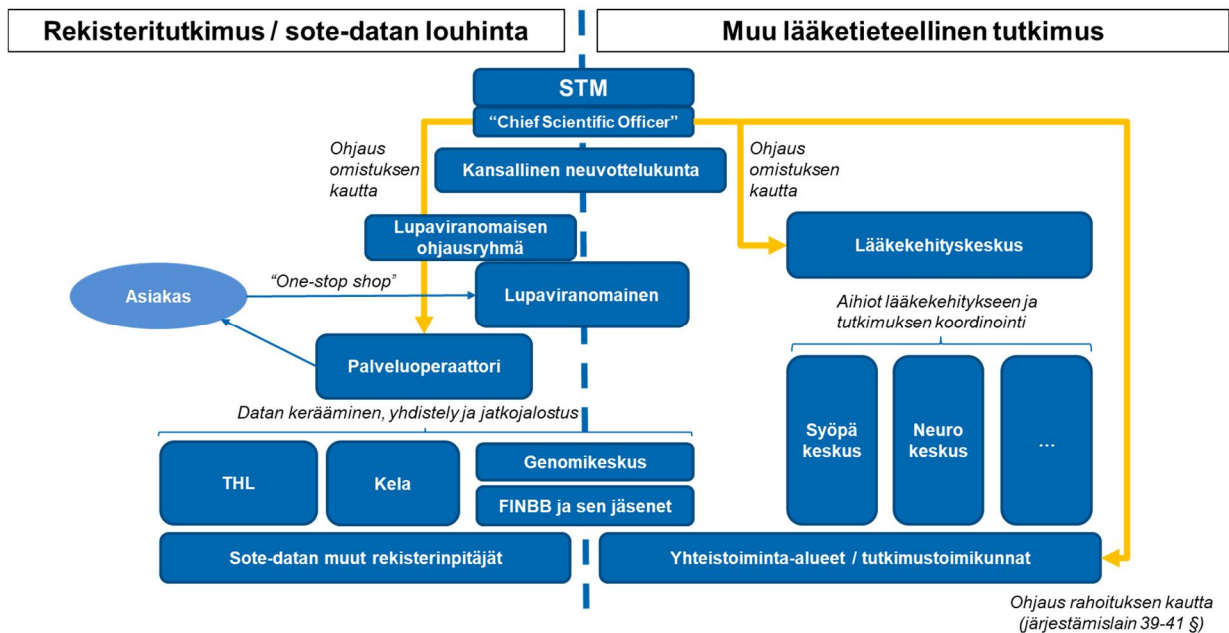 Rekisteritutkimus / sote-datan louhinta
Muu lääketieteellinen tutkimus
STM
“Chief Scientific Officer”
Ohjaus
omistuksen
kautta
Kansallinen neuvottelukunta
Ohjaus
omistuksen
kautta
Lupaviranomaisen
ohjausryhmä
Lääkekehityskeskus
Asiakas
“One-stop shop”
Lupaviranomainen
Aihiot lääkekehitykseen ja
tutkimuksen koordinointi
Palveluoperaattori
Datan kerääminen, yhdistely ja jatkojalostus
Syöpä
keskus
Neuro
keskus
...
THL
Kela
Genomikeskus
FINBB ja sen jäsenet
Sote-datan muut rekisterinpitäjät
Yhteistoiminta-alueet / tutkimustoimikunnat
Ohjaus rahoituksen kautta
(järjestämislain 39-41 §)